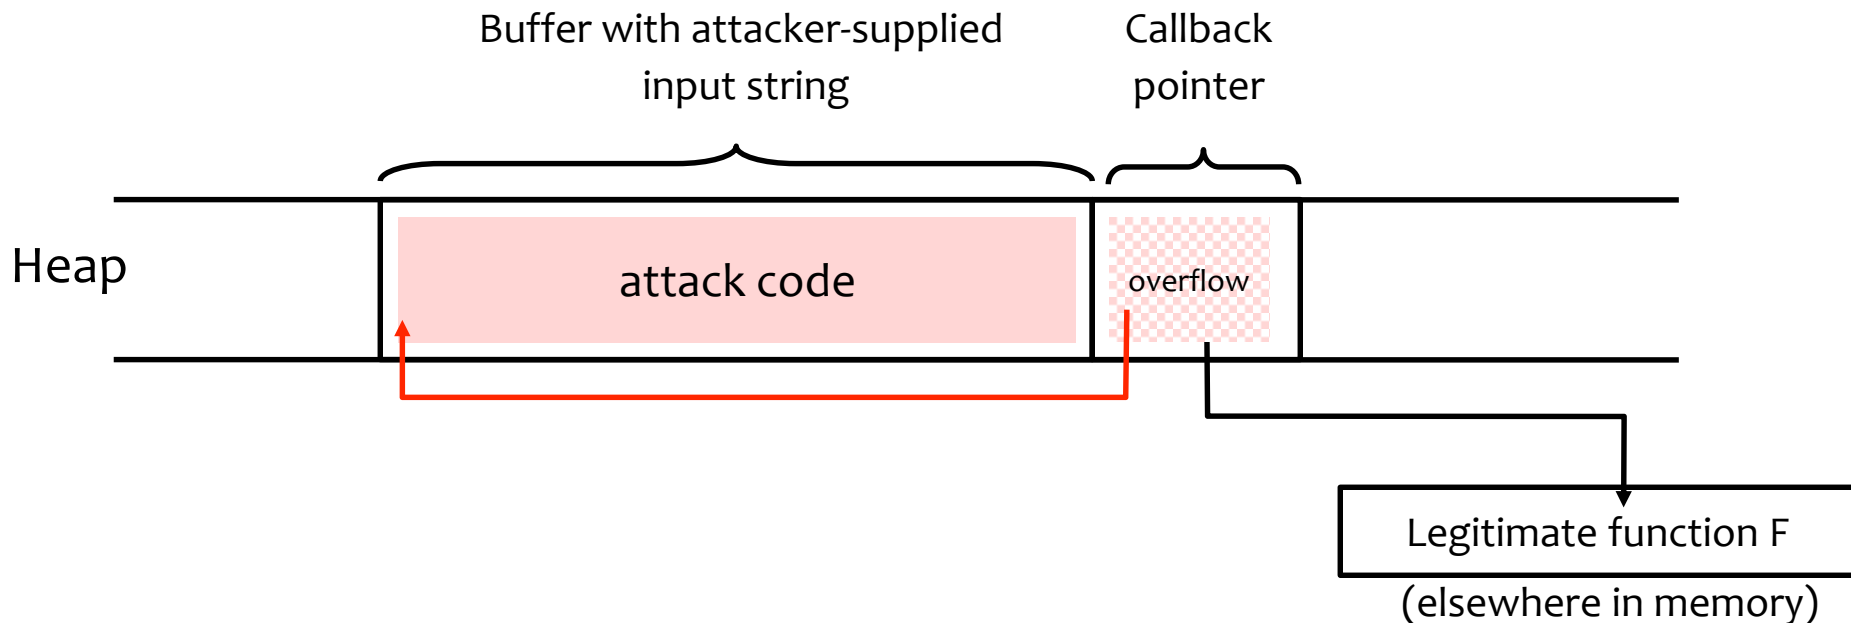 Buffer with attacker-supplied
input string
Callback
pointer
Heap
attack code
overflow
Legitimate function F
(elsewhere in memory)